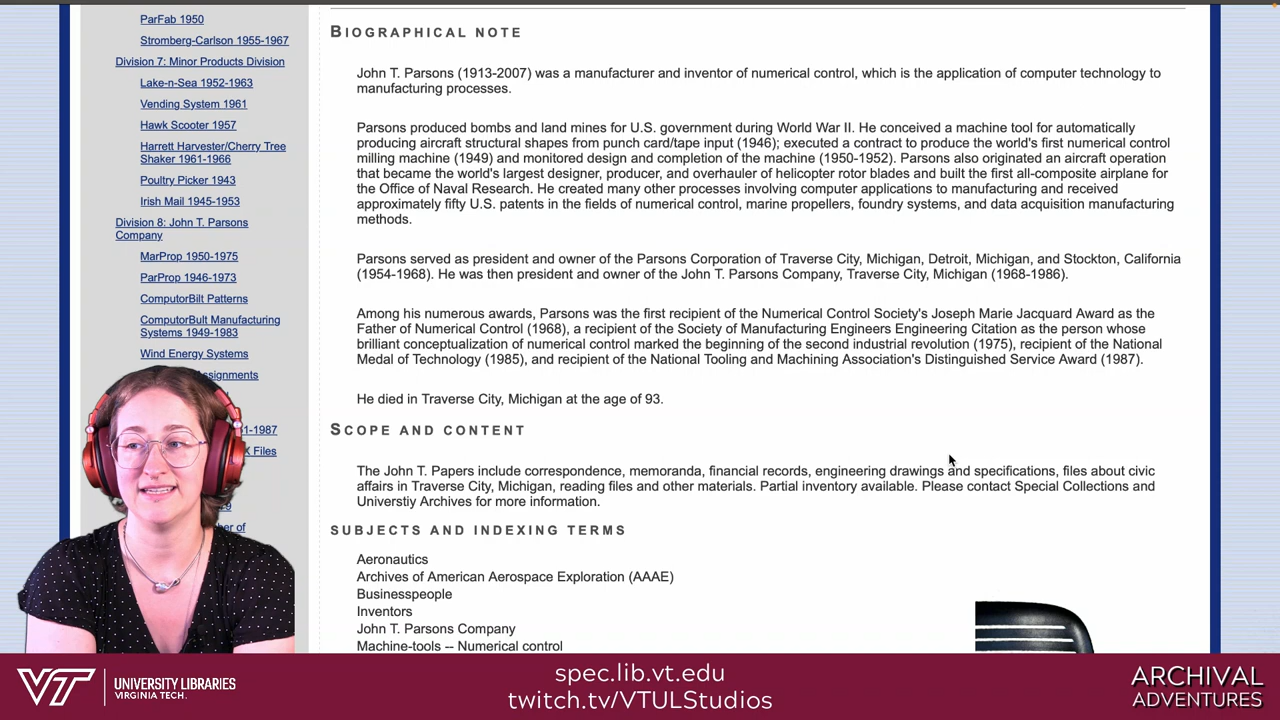 ParFab 1950
Stromberg-Carlson 1955-1967
Division 7: Minor Products Division
Lake-n-Sea 1952-1963
Vending System 1961
Hawk Scooter 1957
Harrett Harvester/Cherry Tree
Shaker 1961-1966
Poultry Picker 1943
Irish Mail 1945-1953
Division 8: John T. Parsons
Company
MarProp 1950-1975
ParProp 1946-1973
ComputorBilt Patterns
ComputorBult Manufacturing
Systems 1949-1983
Wind Energy Systems
BIOGRAPHICAL NOTE
John T. Parsons (1913-2007) was a manufacturer and inventor of numerical control, which is the application of computer technology to
manufacturing processes.
Parsons produced bombs and land mines for U.S. government during World War II. He conceived a machine tool for automatically
producing aircraft structural shapes from punch card/tape input (1946); executed a contract to produce the world's first numerical control
milling machine (1949) and monitored design and completion of the machine (1950-1952). Parsons also originated an aircraft operation
that became the world's largest designer, producer, and overhauler of helicopter rotor blades and built the first all-composite airplane for
the Office of Naval Research. He created many other processes involving computer applications to manufacturing and received
approximately fifty U.S. patents in the fields of numerical control, marine propellers, foundry systems, and data acquisition manufacturing
methods.
Parsons served as president and owner of the Parsons Corporation of Traverse City, Michigan, Detroit, Michigan, and Stockton, California
(1954-1968). He was then president and owner of the John T. Parsons Company, Traverse City, Michigan (1968-1986).
Among his numerous awards, Parsons was the first recipient of the Numerical Control Society's Joseph Marie Jacquard Award as the
Father of Numerical Control (1968), a recipient of the Society of Manufacturing Engineers Engineering Citation as the person whose
brilliant conceptualization of numerical control marked the beginning of the second industrial revolution (1975), recipient of the National
Medal of Technology (1985), and recipient of the National Tooling and Machining Association's Distinguished Service Award (1987).
He died in Traverse City, Michigan at the age of 93.
SCOPE AND CONTENT
The John T. Papers include correspondence, memoranda, financial records, engineering drawings and specifications, files about civic
affairs in Traverse City, Michigan, reading files and other materials. Partial inventory available. Please contact Special Collections and
Universtiy Archives for more information.
SUBJECTS AND INDEXING TERMS
Aeronautics
Archives of American Aerospace Exploration (AAAE)
Businesspeople
Inventors
John T. Parsons Company
Machine-tools -- Numerical control
VT
UNIVERSITY LIBRARIES
VIRGINIA TECH.
spec.lib.vt.edu
twitch.tv/VTULStudios
ARCHIVAL
ADVENTURES